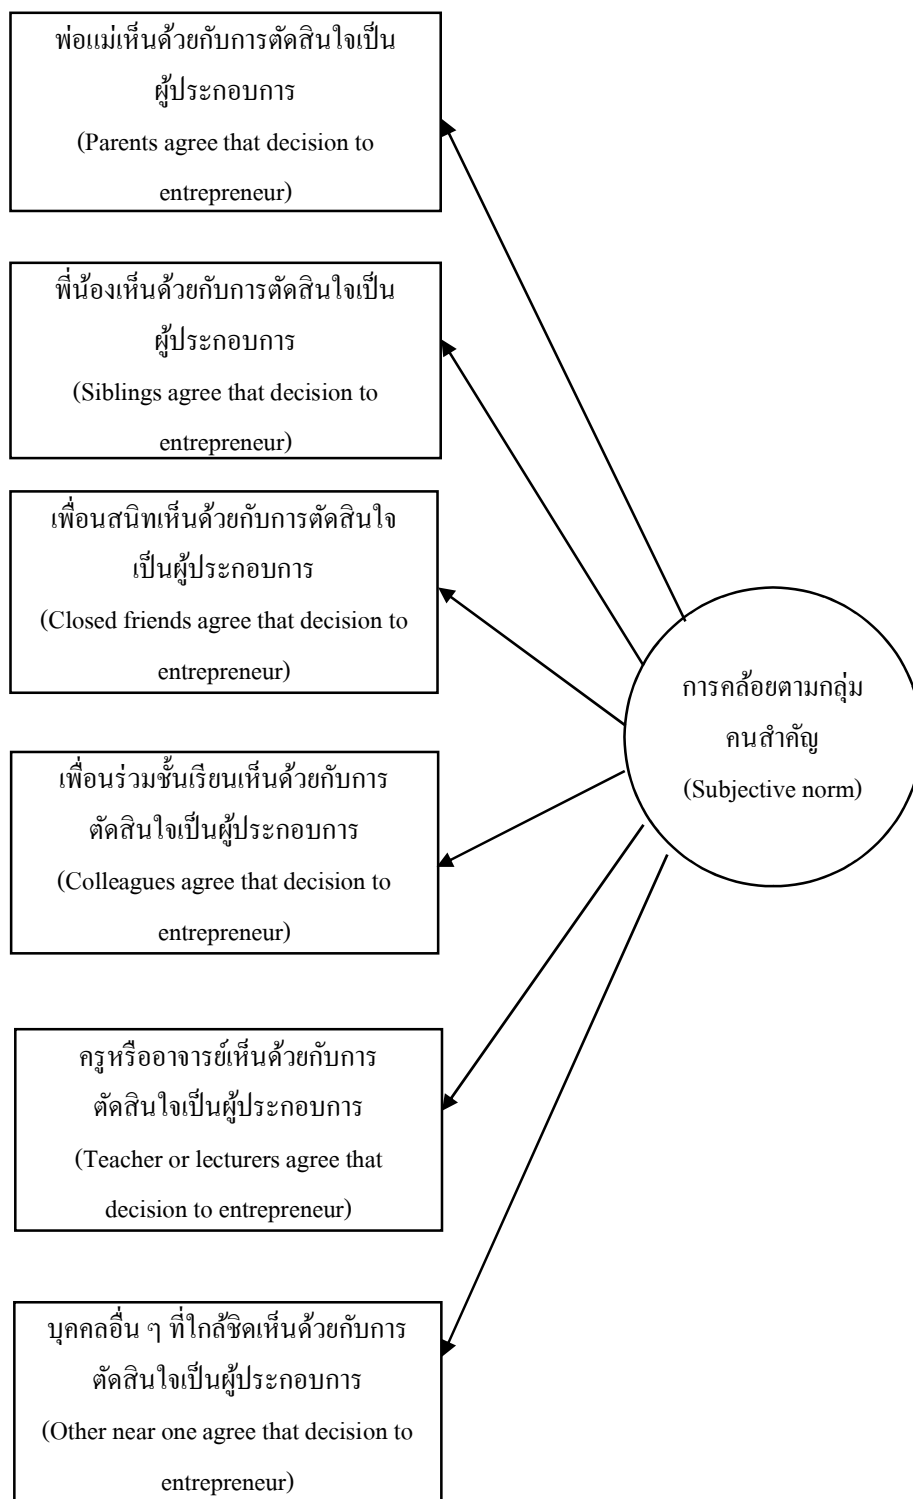 พ่อแม่เห็นด้วยกับการตัดสินใจเป็น
ผู้ประกอบการ
(Parents agree that decision to
entrepreneur)
พี่น้องเห็นด้วยกับการตัดสินใจเป็น
ผู้ประกอบการ
(Siblings agree that decision to
entrepreneur)
เพื่อนสนิทเห็นด้วยกับการตัดสินใจ
เป็นผู้ประกอบการ
(Closed friends agree that decision to
entrepreneur)
การคล้อยตามกลุ่ม
คนสำคัญ
(Subjective norm)
เพื่อนร่วมชั้นเรียนเห็นด้วยกับการ
ตัดสินใจเป็นผู้ประกอบการ
(Colleagues agree that decision to
entrepreneur)
ครูหรืออาจารย์เห็นด้วยกับการ
ตัดสินใจเป็นผู้ประกอบการ
(Teacher or lecturers agree that
decision to entrepreneur)
บุคคลอื่น ๆ ที่ใกล้ชิดเห็นด้วยกับการ
ตัดสินใจเป็นผู้ประกอบการ
(Other near one agree that decision to
entrepreneur)